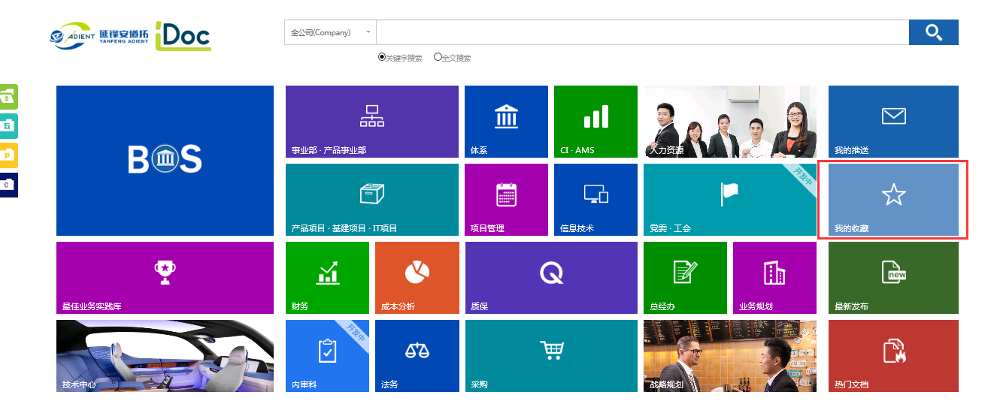 ADIENT 延锋安道拓 YANFENG ADIENT iDoc
全公司(Company)
关键字搜索 全文搜索
S
G
P
C
BOS
事业部 · 产品事业部
体系
CI · AMS
人力资源
我的推送
产品项目 · 基建项目 · IT项目
项目管理
信息技术
开发中
党委 · 工会
我的收藏
最佳业务实践库
财务
成本分析
Q
质保
总经办
业务规划
new
最新发布
技术中心
开发中
内审科
法务
采购
战略规划
热门文档